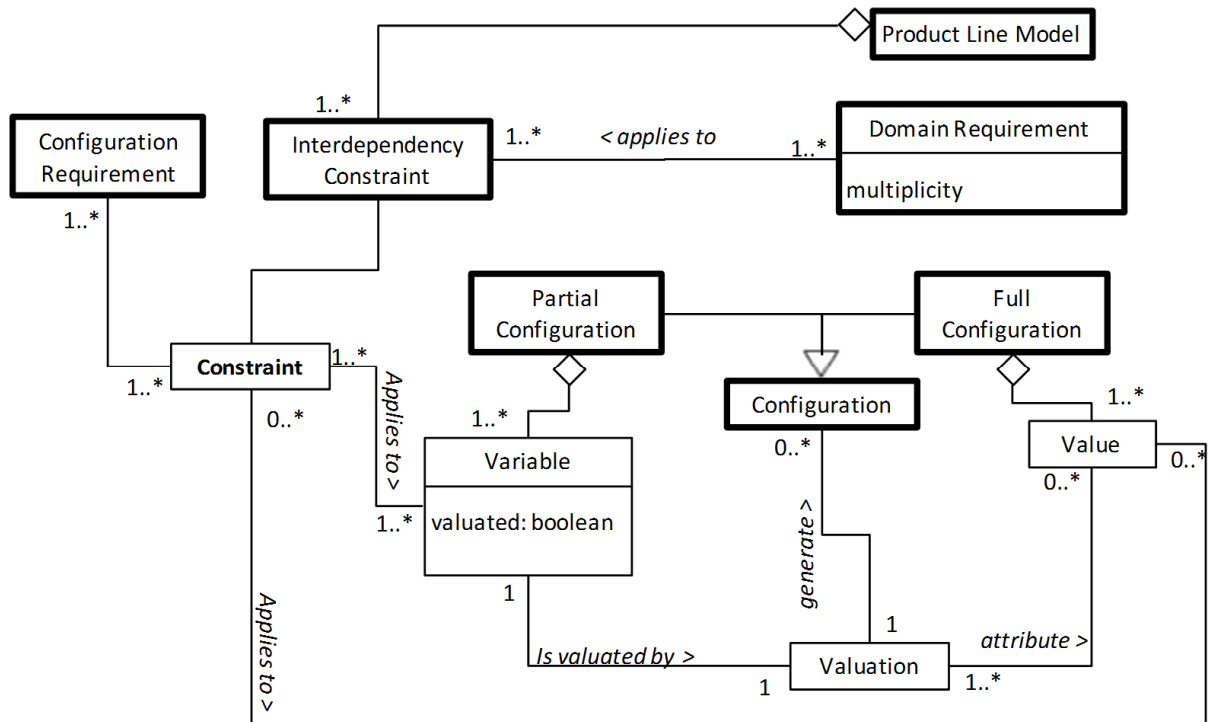 Product Line Model
1..*
Configuration
Requirement
Interdependency
Constraint
1..*
< applies to
1..*
Domain Requirement
multiplicity
1..*
Partial
Configuration
Full
Configuration
Constraint
1..*
1..*
0..*
Applies to >
1..*
1..*
Variable
valuated: boolean
Configuration
0..*
1..*
Value
0..*
0..*
generate >
1
1
Is valuated by >
1
Valuation
attribute >
1..*
Applies to >